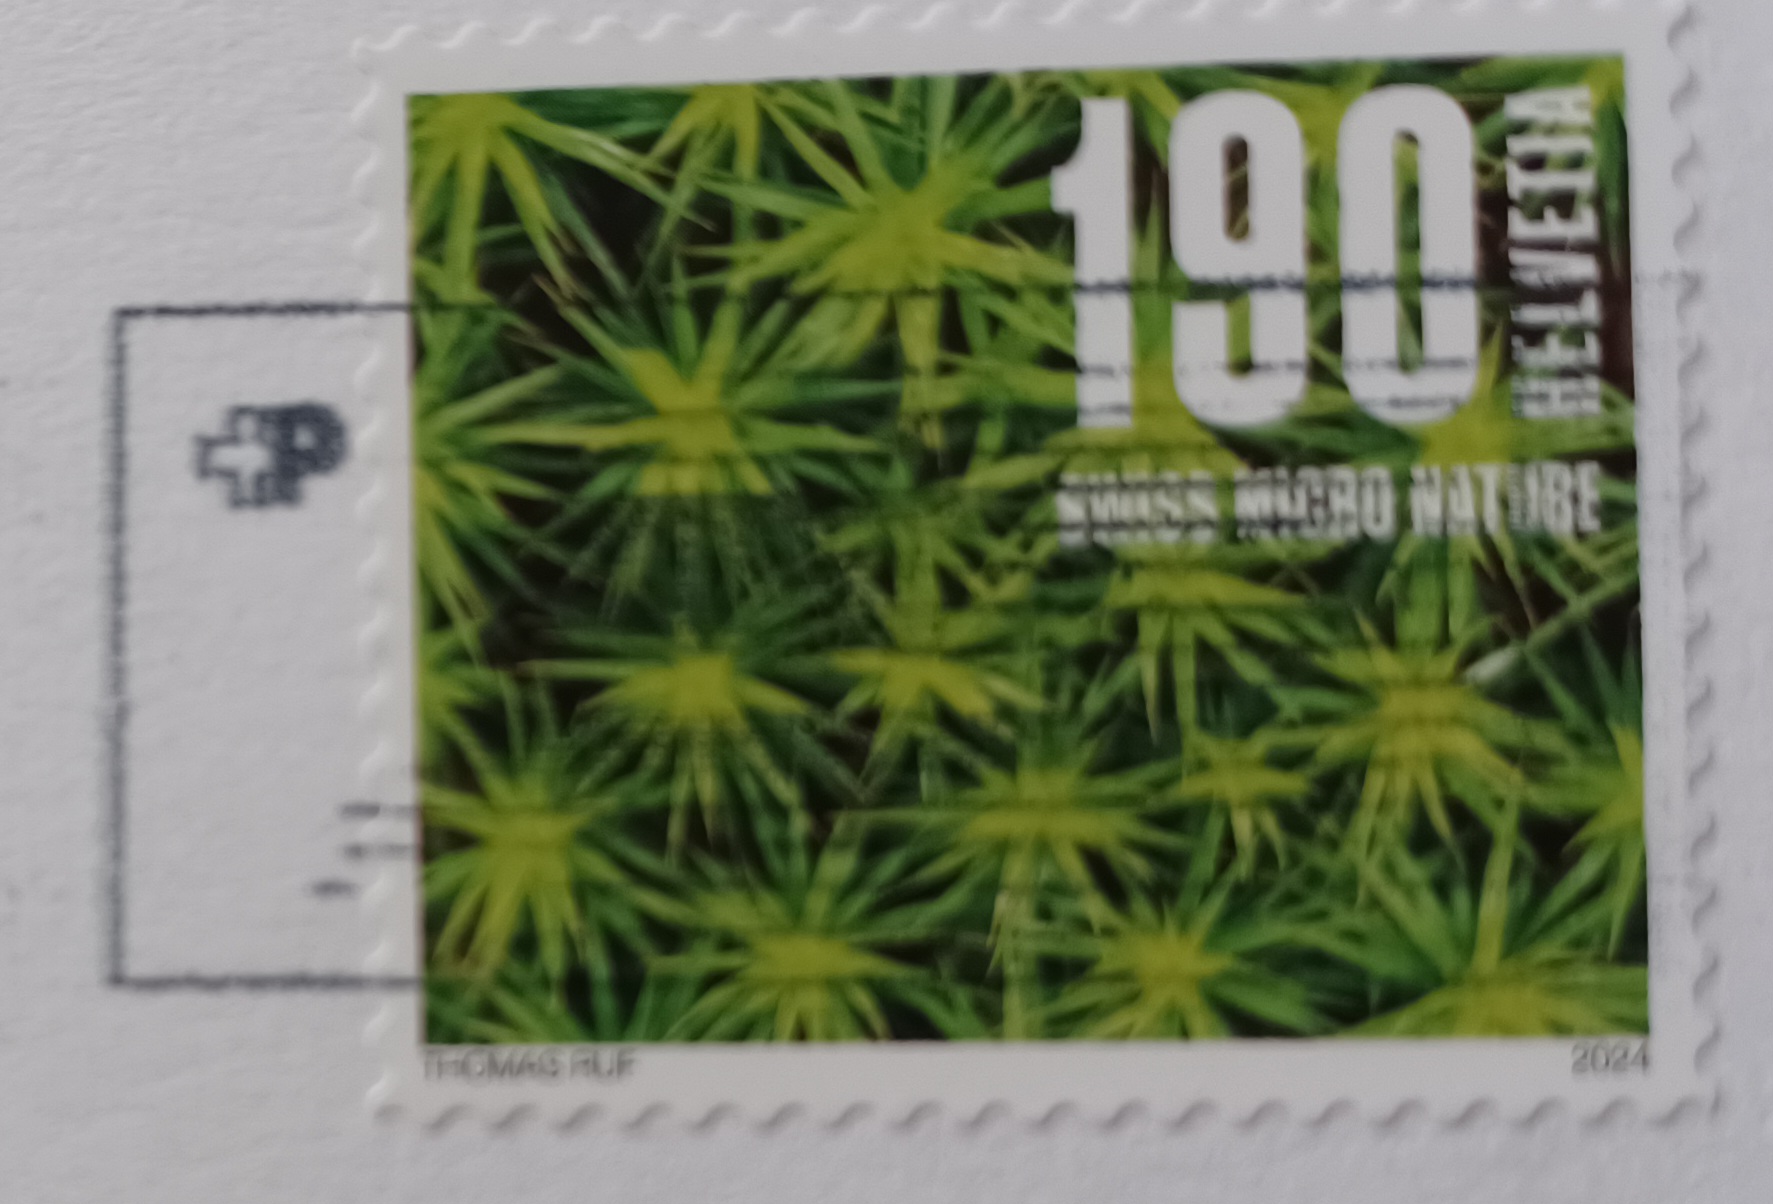 190
HELVETIA
SWISS MICRO NATURE
P
THOMAS RUF
2024